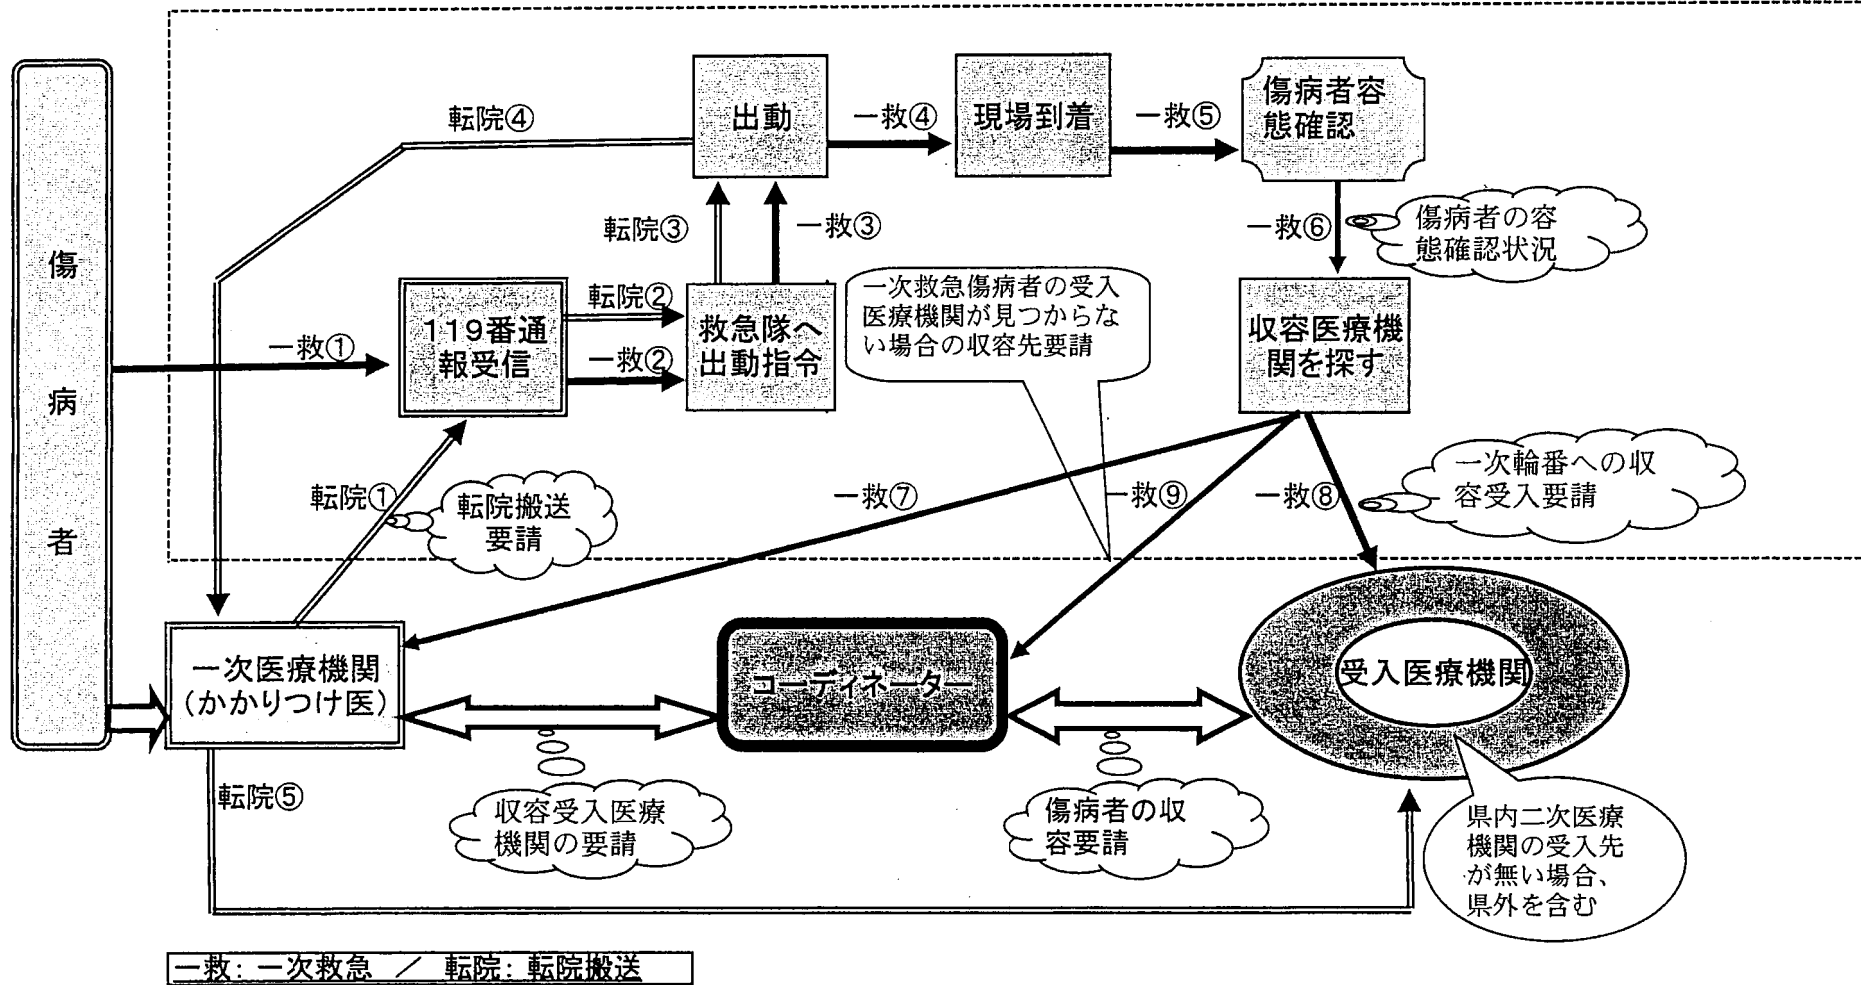 傷病者
転院④
出動
一救④
現場到着
一救⑤
傷病者容
態確認
転院③
一救③
一救⑥
傷病者の容
態確認状況
一救①
119番通
報受信
転院②
一救②
救急隊へ
出動指令
一次救急傷病者の受入
医療機関が見つからな
い場合の収容先要請
収容医療機
関を探す
転院①
転院搬送
要請
一救⑦
一救⑨
一救⑧
一次輪番への収
容受入要請
一次医療機関
(かかりつけ医)
コーディネーター
受入医療機関
転院⑤
収容受入医療
機関の要請
傷病者の収
容要請
県内二次医療
機関の受入先
が無い場合、
県外を含む
一救:一次救急 / 転院:転院搬送